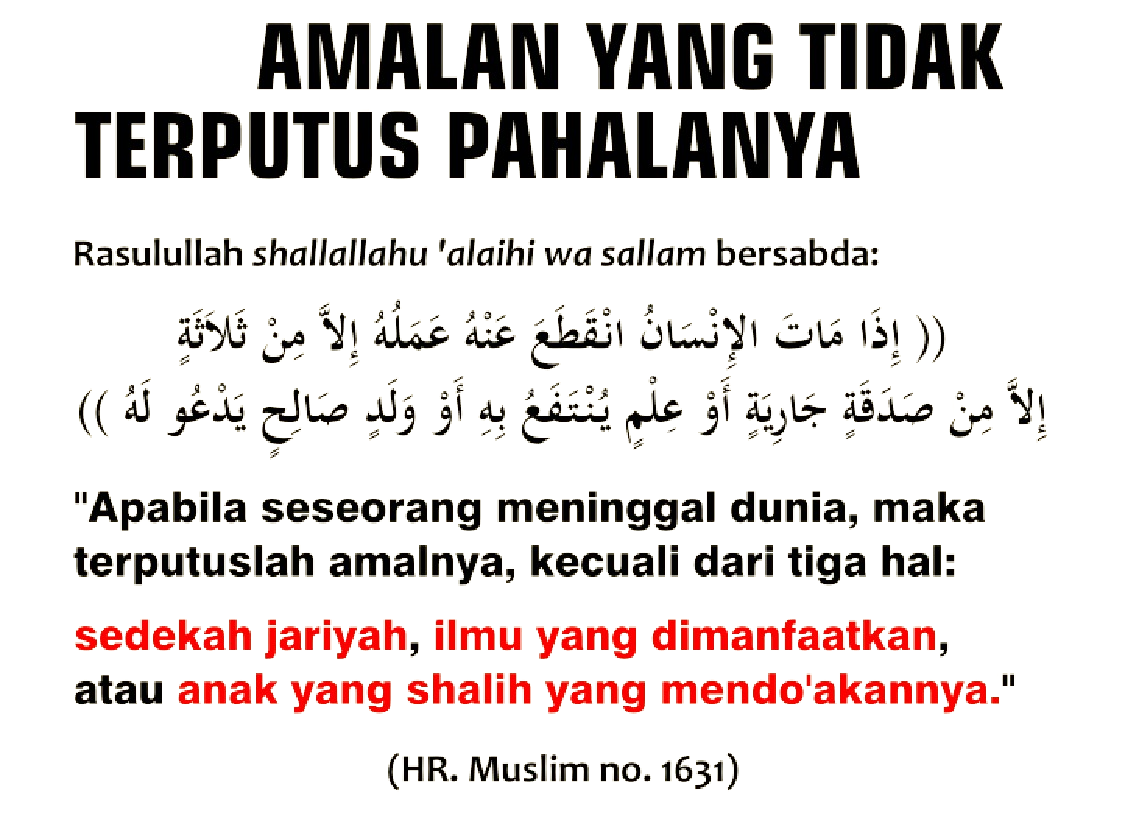 AMALAN YANG TIDAK
TERPUTUS PAHALANYA
Rasulullah shallallahu 'alaihi wa sallam bersabda:
(( إِذَا مَاتَ الإِنْسَانُ انْقَطَعَ عَنْهُ عَمَلُهُ إِلاَّ مِنْ ثَلاَثَةٍ
إِلاَّ مِنْ صَدَقَةٍ جَارِيَةٍ أَوْ عِلْمٍ يُنْتَفَعُ بِهِ أَوْ وَلَدٍ صَالِحٍ يَدْعُو لَهُ ))
"Apabila seseorang meninggal dunia, maka
terputuslah amalnya, kecuali dari tiga hal:
sedekah jariyah, ilmu yang dimanfaatkan,
atau anak yang shalih yang mendo'akannya."
(HR. Muslim no. 1631)